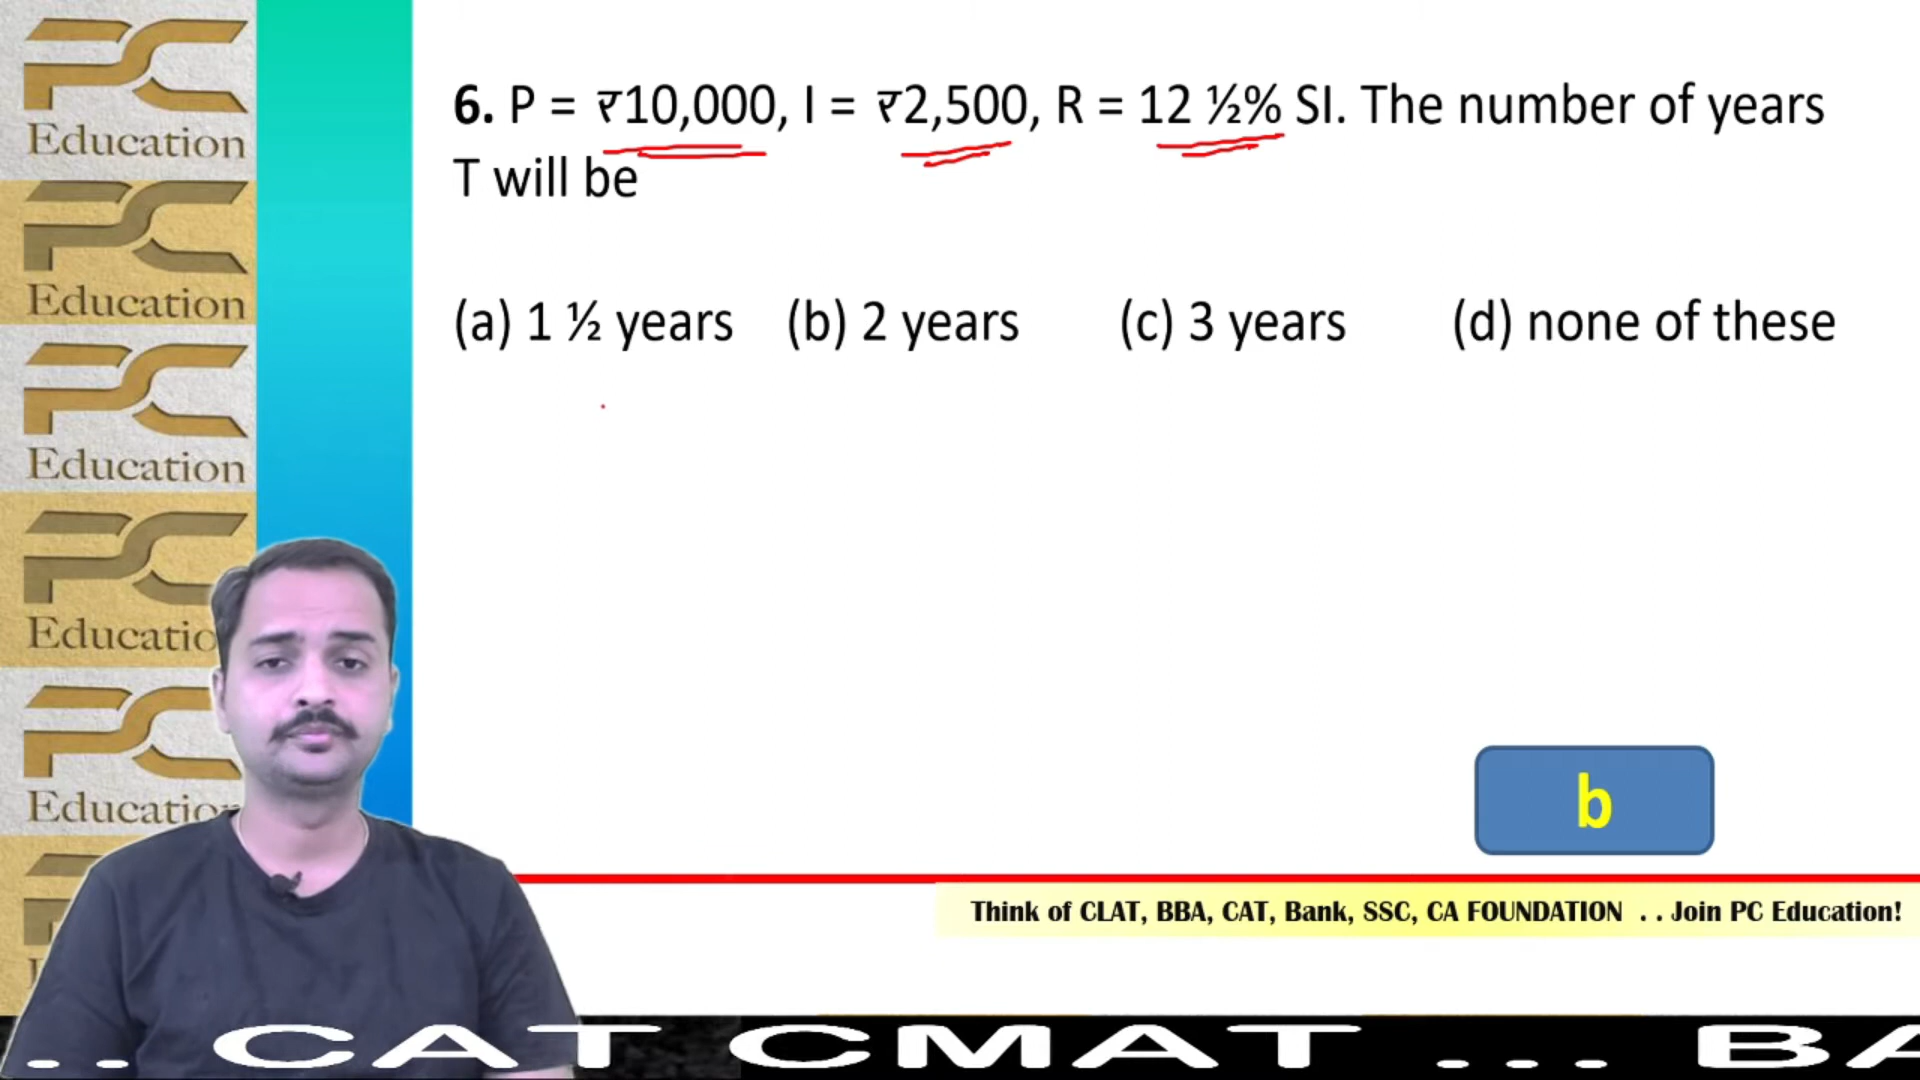 PC
Education
PC
Education
PC
Education
PC
Educatio
PC
Education
6. P = ₹10,000, I = ₹2,500, R = 12 ½% SI. The number of years
T will be
(a) 1 ½ years (b) 2 years (c) 3 years (d) none of these
b
Think of CLAT, BBA, CAT, Bank, SSC, CA FOUNDATION . . Join PC Education!
. . CAT CMAT ... BA